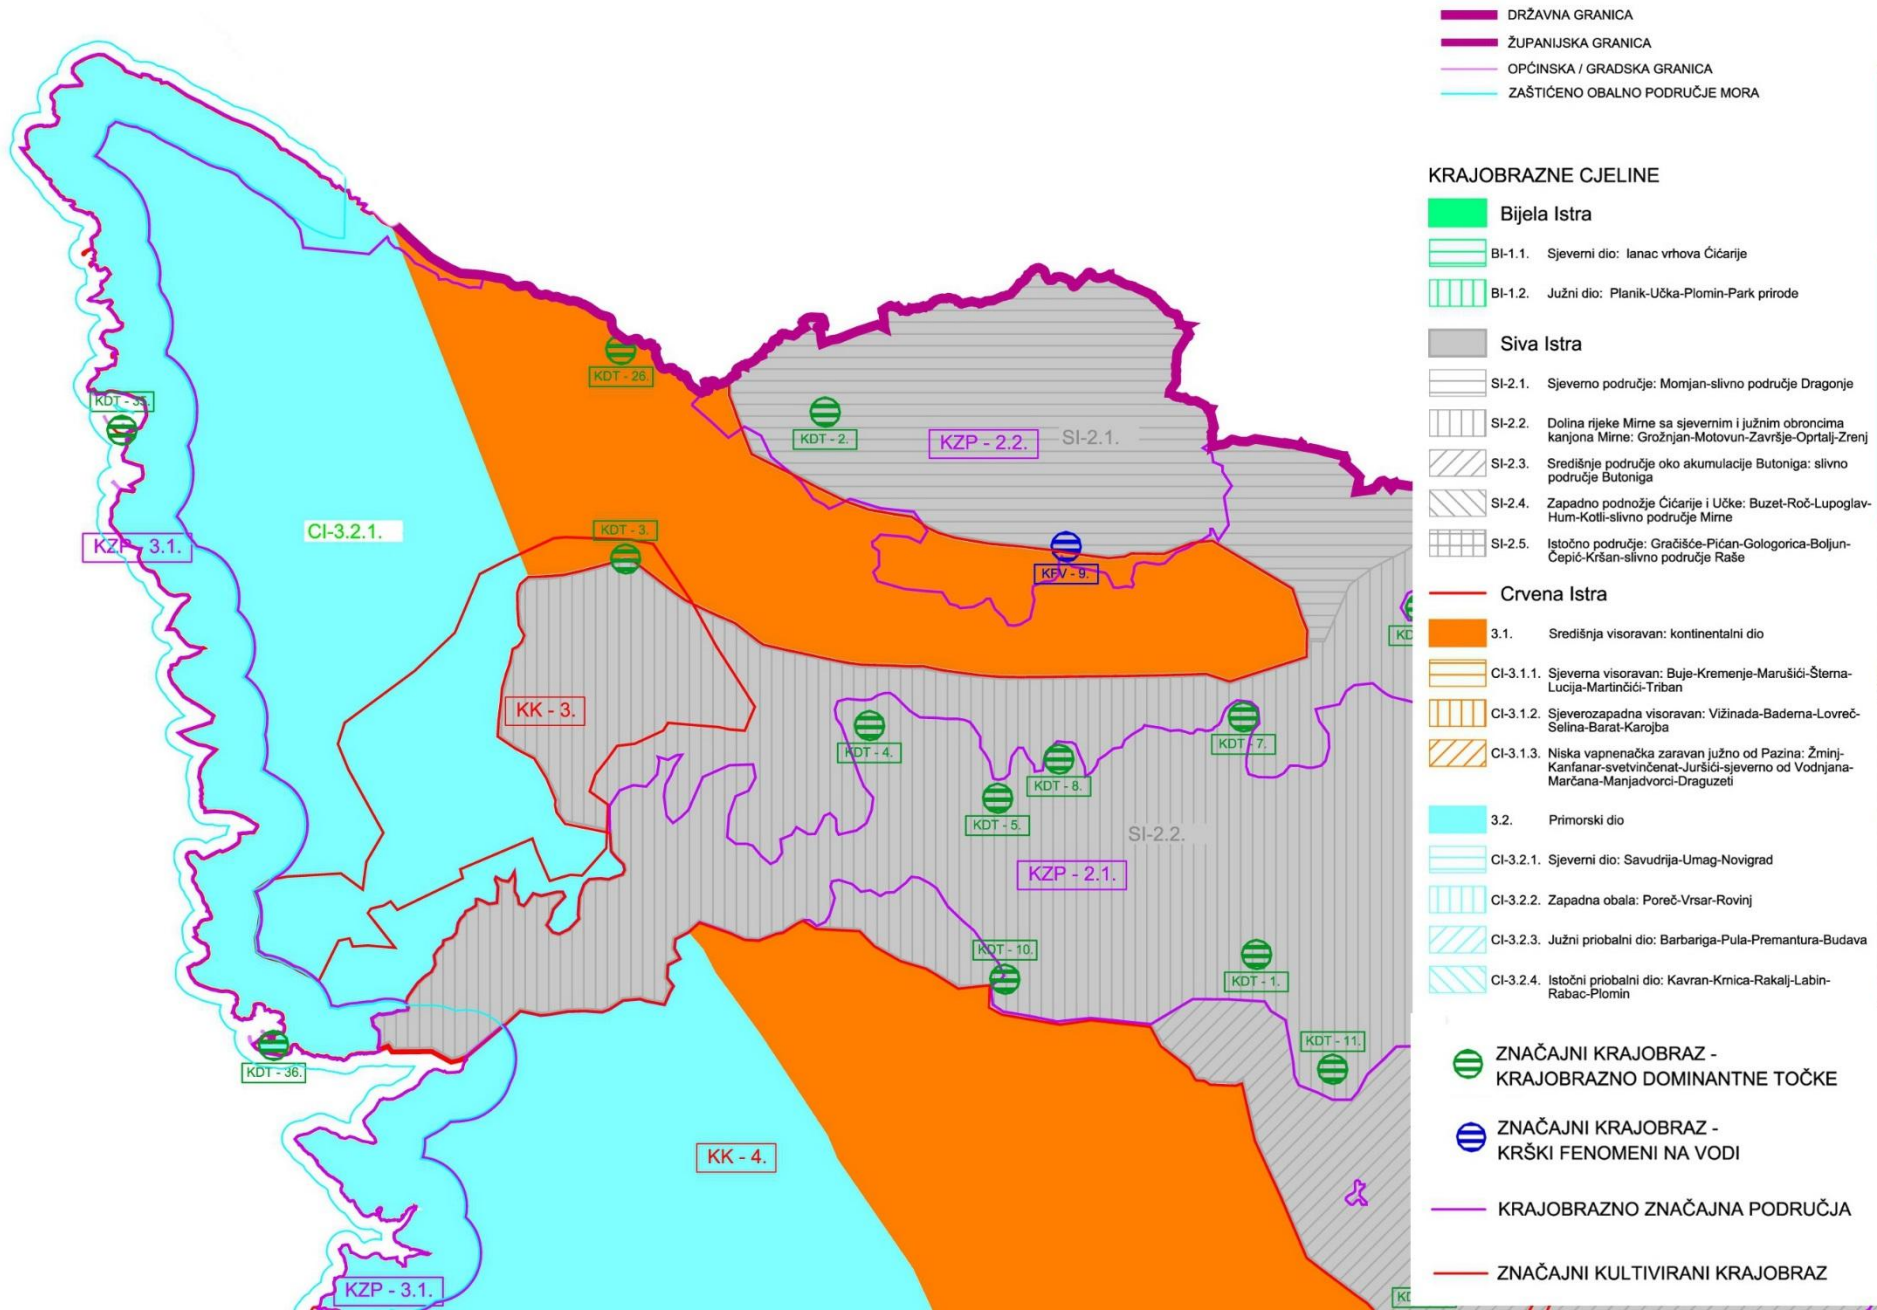 DRŽAVNA GRANICA
ŽUPANIJSKA GRANICA
OPĆINSKA / GRADSKA GRANICA
ZAŠTIĆENO OBALNO PODRUČJE MORA
KRAJOBRAZNE CJELINE
Bijela Istra
BI-1.1. Sjeverni dio: lanac vrhova Ćićarije
BI-1.2. Južni dio: Planik-Učka-Plomin-Park prirode
Siva Istra
SI-2.1. Sjeverno područje: Momjan-slivno područje Dragonje
SI-2.2. Dolina rijeke Mirne sa sjevernim i južnim obroncima
kanjona Mirne: Grožnjan-Motovun-Završje-Oprtalj-Zrenj
SI-2.3. Središnje područje oko akumulacije Butoniga: slivno
područje Butoniga
SI-2.4. Zapadno podnožje Ćićarije i Učke: Buzet-Roč-Lupoglav-
Hum-Kotli-slivno područje Mirne
SI-2.5. Istočno područje: Gračišće-Pićan-Gologorica-Boljun-
Čepić-Kršan-slivno područje Raše
Crvena Istra
3.1. Središnja visoravan: kontinentalni dio
CI-3.1.1. Sjeverna visoravan: Buje-Kremenje-Marušići-Šterna-
Lucija-Martinčići-Triban
CI-3.1.2. Sjeverozapadna visoravan: Vižinada-Baderna-Lovreč-
Selina-Barat-Karojba
CI-3.1.3. Niska vapnenačka zaravan južno od Pazina: Žminj-
Kanfanar-svetvinčenat-Juršići-sjeverno od Vodnjana-
Marčana-Manjadvorci-Draguzeti
3.2. Primorski dio
CI-3.2.1. Sjeverni dio: Savudrija-Umag-Novigrad
CI-3.2.2. Zapadna obala: Poreč-Vrsar-Rovinj
CI-3.2.3. Južni priobalni dio: Barbariga-Pula-Premantura-Budava
CI-3.2.4. Istočni priobalni dio: Kavran-Krnica-Rakalj-Labin-
Rabac-Plomin
ZNAČAJNI KRAJOBRAZ -
KRAJOBRAZNO DOMINANTNE TOČKE
ZNAČAJNI KRAJOBRAZ -
KRŠKI FENOMENI NA VODI
KRAJOBRAZNO ZNAČAJNA PODRUČJA
ZNAČAJNI KULTIVIRANI KRAJOBRAZ
KDT - 26.
KDT - 35.
KDT - 2.
KZP - 2.2.
SI-2.1.
CI-3.2.1.
KDT - 3.
KZP - 3.1.
KFV - 9.
KK - 3.
KDT - 4.
KDT - 7.
KDT - 8.
KDT - 5.
SI-2.2.
KZP - 2.1.
KDT - 10.
KDT - 1.
KDT - 11.
KDT - 36.
KK - 4.
KZP - 3.1.